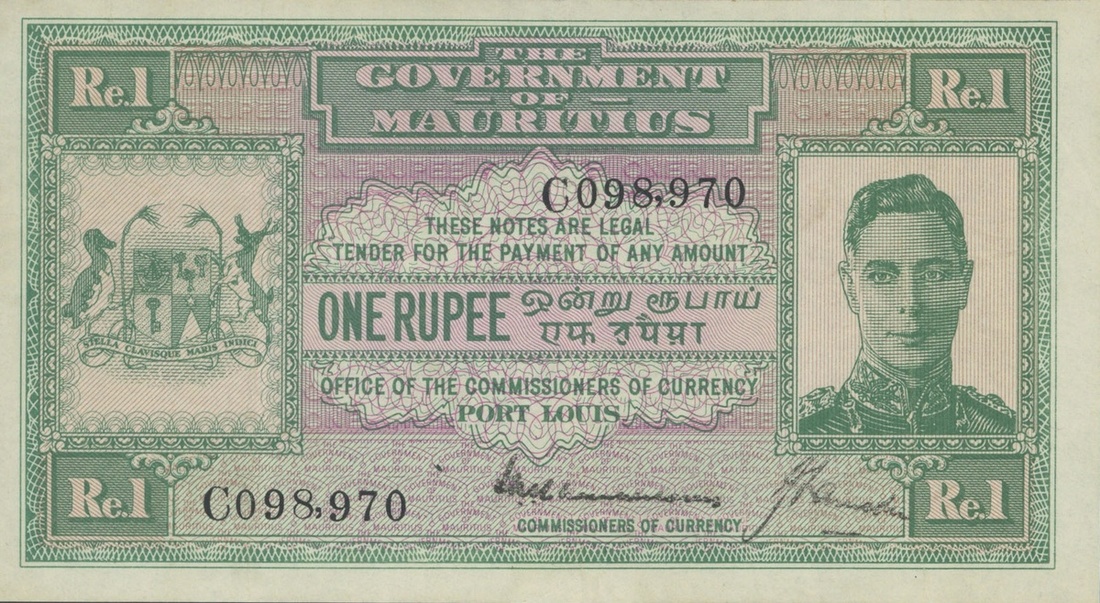 THE
GOVERNMENT
OF
MAURITIUS
Re.1
Re.1
C098,970
THESE NOTES ARE LEGAL
TENDER FOR THE PAYMENT OF ANY AMOUNT
ONE RUPEE
ஒன்று ரூபாய்
एक रुपैया
STELLA CLAVISQUE MARIS INDICI
OFFICE OF THE COMMISSIONERS OF CURRENCY
PORT LOUIS
Re.1
C098,970
COMMISSIONERS OF CURRENCY.
Re.1